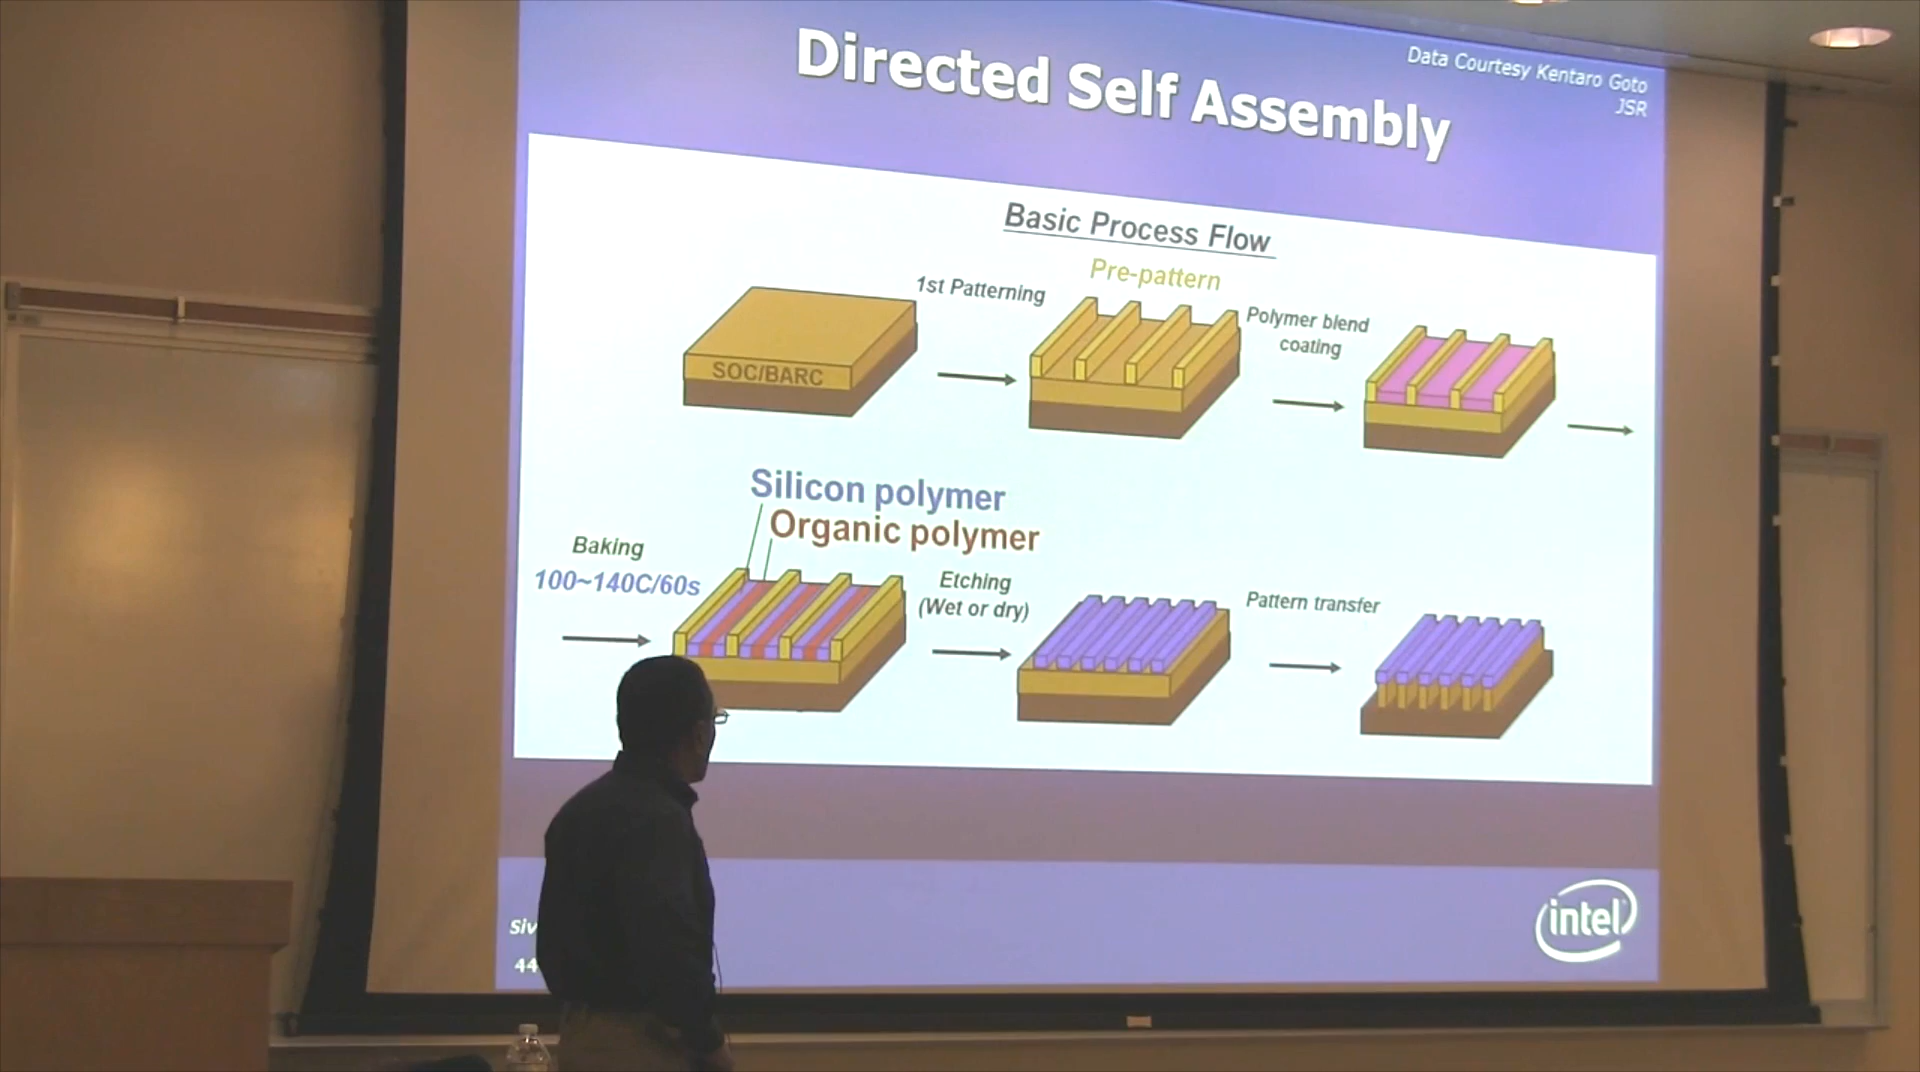 Data Courtesy Kentaro Goto
JSR
Directed Self Assembly
Basic Process Flow
Pre-pattern
1st Patterning
Polymer blend
coating
SOC/BARC
Silicon polymer
Organic polymer
Baking
100~140C/60s
Etching
(Wet or dry)
Pattern transfer
intel
44